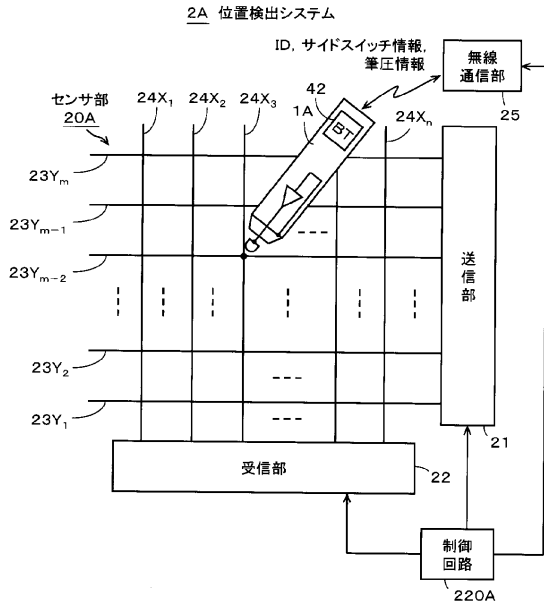 2A 位置検出システム
ID, サイドスイッチ情報,
筆圧情報
無線
通信部
25
センサ部
20A
24X₁
24X₂
24X₃
42
1A
BT
24Xₙ
23Yₘ
23Yₘ₋₁
23Yₘ₋₂
23Y₂
23Y₁
送信部
21
受信部
22
制御
回路
220A